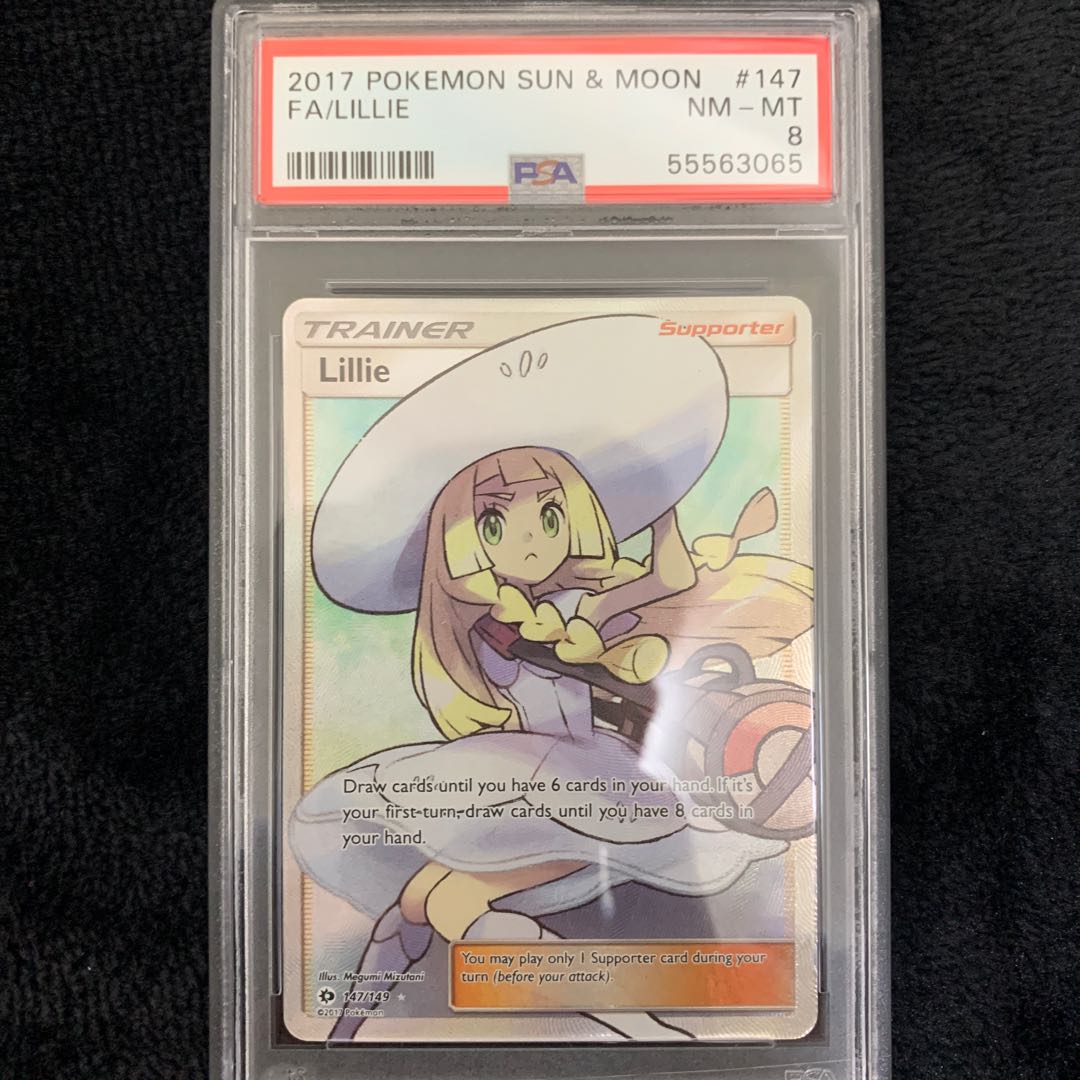 2017 POKEMON SUN & MOON #147
FA/LILLIE NM - MT
8
PSA 55563065
TRAINER Supporter
Lillie
Draw cards until you have 6 cards in your hand. If it's
your first turn, draw cards until you have 8 cards in
your hand.
You may play only 1 Supporter card during your
turn (before your attack).
Illus. Megumi Mizutani
147/149
©2017 Pokémon
PSA